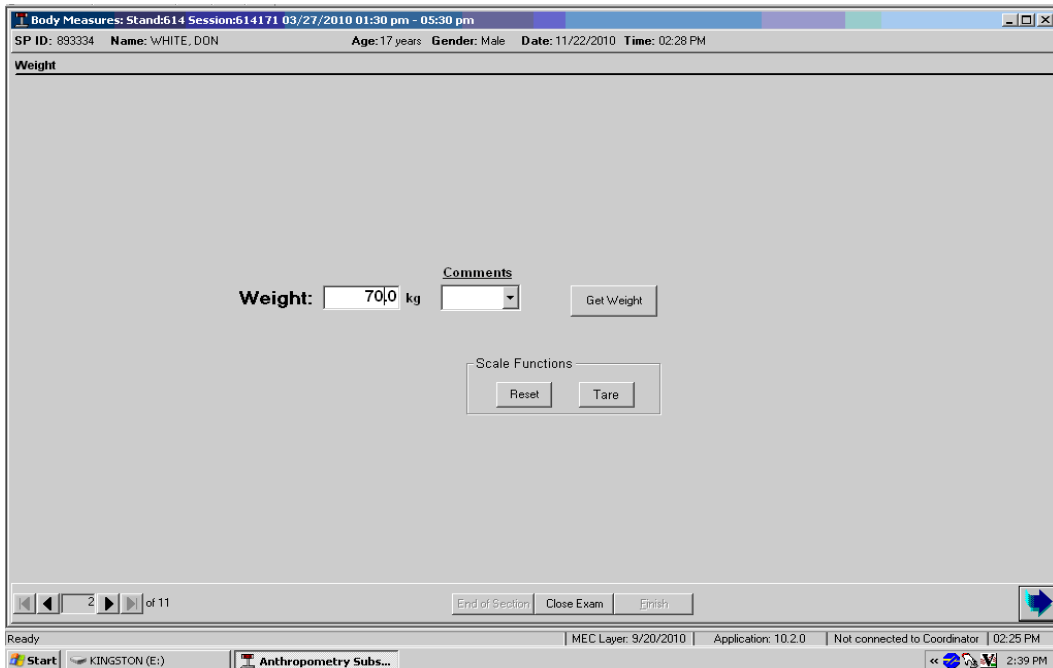 Body Measures: Stand:614 Session:614171 03/27/2010 01:30 pm - 05:30 pm
SP ID: 893334 Name: WHITE, DON Age: 17 years Gender: Male Date: 11/22/2010 Time: 02:28 PM
Weight
Comments
Weight: 70.0 kg Get Weight
Scale Functions
Reset Tare
2 of 11 End of Section Close Exam Finish
Ready MEC Layer: 9/20/2010 Application: 10.2.0 Not connected to Coordinator 02:25 PM
Start KINGSTON (E:) Anthropometry Subs... « 2:39 PM